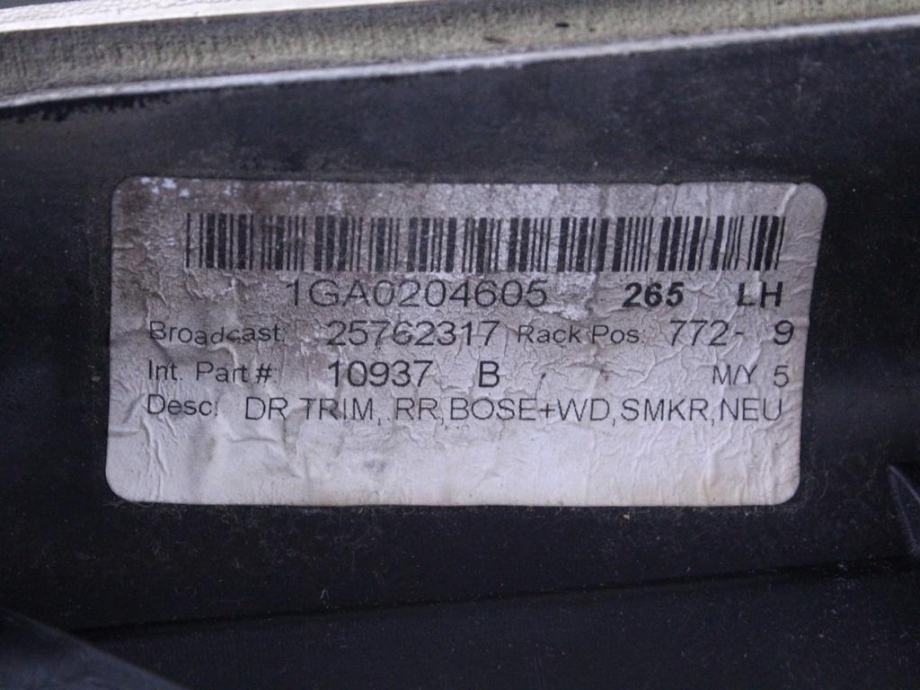 1GA0204605 265 LH
Broadcast: 25762317 Rack Pos: 772- 9
Int. Part # 10937 B M/Y 5
Desc: DR TRIM, RR,BOSE+WD,SMKR,NEU